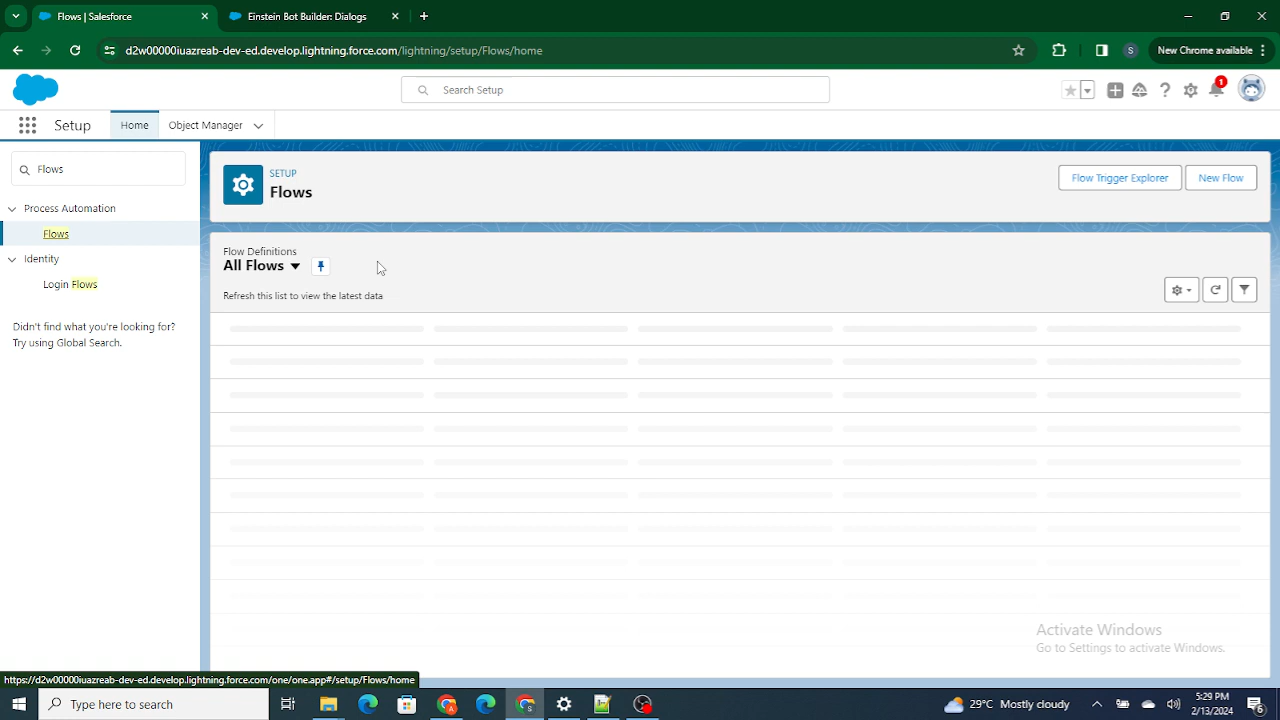 Flows | Salesforce
Einstein Bot Builder: Dialogs
d2w00000iuazreab-dev-ed.develop.lightning.force.com/lightning/setup/Flows/home
S
New Chrome available
Search Setup
1
Setup
Home
Object Manager
Flows
Process Automation
Flows
Identity
Login Flows
Didn't find what you're looking for?
Try using Global Search.
SETUP
Flows
Flow Trigger Explorer
New Flow
Flow Definitions
All Flows
Refresh this list to view the latest data
Activate Windows
Go to Settings to activate Windows.
https://d2w00000iuazreab-dev-ed.develop.lightning.force.com/one/one.app#/setup/Flows/home
Type here to search
29°C Mostly cloudy
5:29 PM
2/13/2024
6